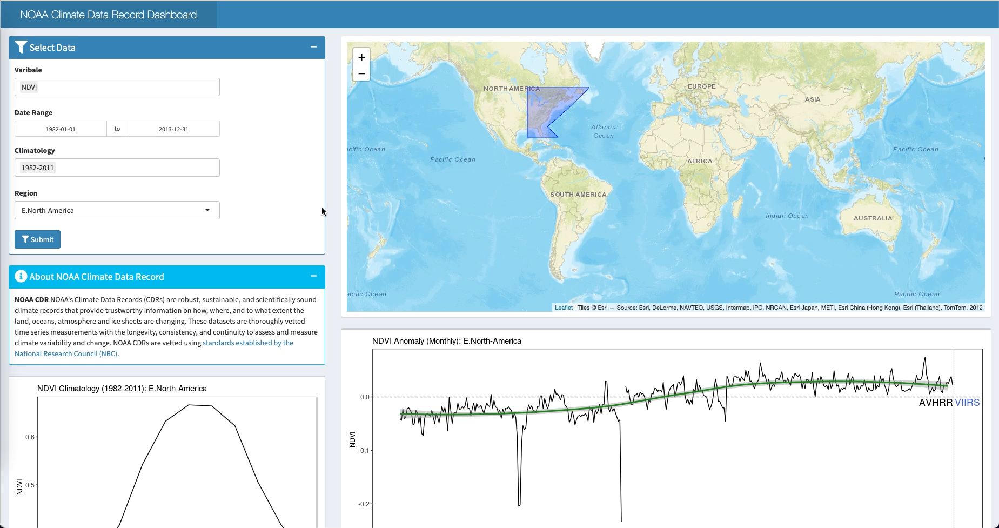 NOAA Climate Data Record Dashboard
Select Data
Varibale
NDVI
Date Range
1982-01-01 to 2013-12-31
Climatology
1982-2011
Region
E.North-America
Submit
About NOAA Climate Data Record
NOAA CDR NOAA's Climate Data Records (CDRs) are robust, sustainable, and scientifically sound
climate records that provide trustworthy information on how, where, and to what extent the
land, oceans, atmosphere and ice sheets are changing. These datasets are thoroughly vetted
time series measurements with the longevity, consistency, and continuity to assess and measure
climate variability and change. NOAA CDRs are vetted using standards established by the
National Research Council (NRC).
NDVI Climatology (1982-2011): E.North-America
0.6
0.5
NDVI
+
−
NORTH AMERICA
EUROPE
ASIA
Atlantic
Ocean
acific Ocean
Pacific Ocean
Pacific Ocean
AFRICA
SOUTH AMERICA
Indian Ocean
AUSTRALIA
acific Ocean
Pacific Ocean
Leaflet | Tiles © Esri — Source: Esri, DeLorme, NAVTEQ, USGS, Intermap, iPC, NRCAN, Esri Japan, METI, Esri China (Hong Kong), Esri (Thailand), TomTom, 2012
NDVI Anomaly (Monthly): E.North-America
0.0
AVHRR VIIRS
-0.1
-0.2
NDVI